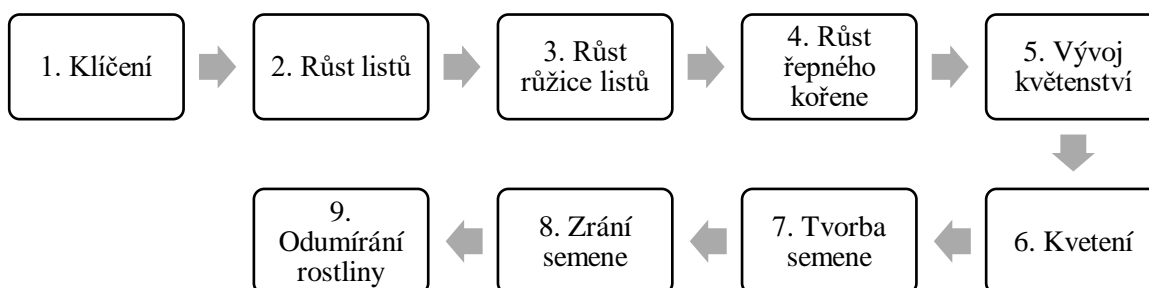 1. Klíčení
2. Růst listů
3. Růst
růžice listů
4. Růst
řepného
kořene
5. Vývoj
květenství
6. Kvetení
7. Tvorba
semene
8. Zrání
semene
9.
Odumírání
rostliny